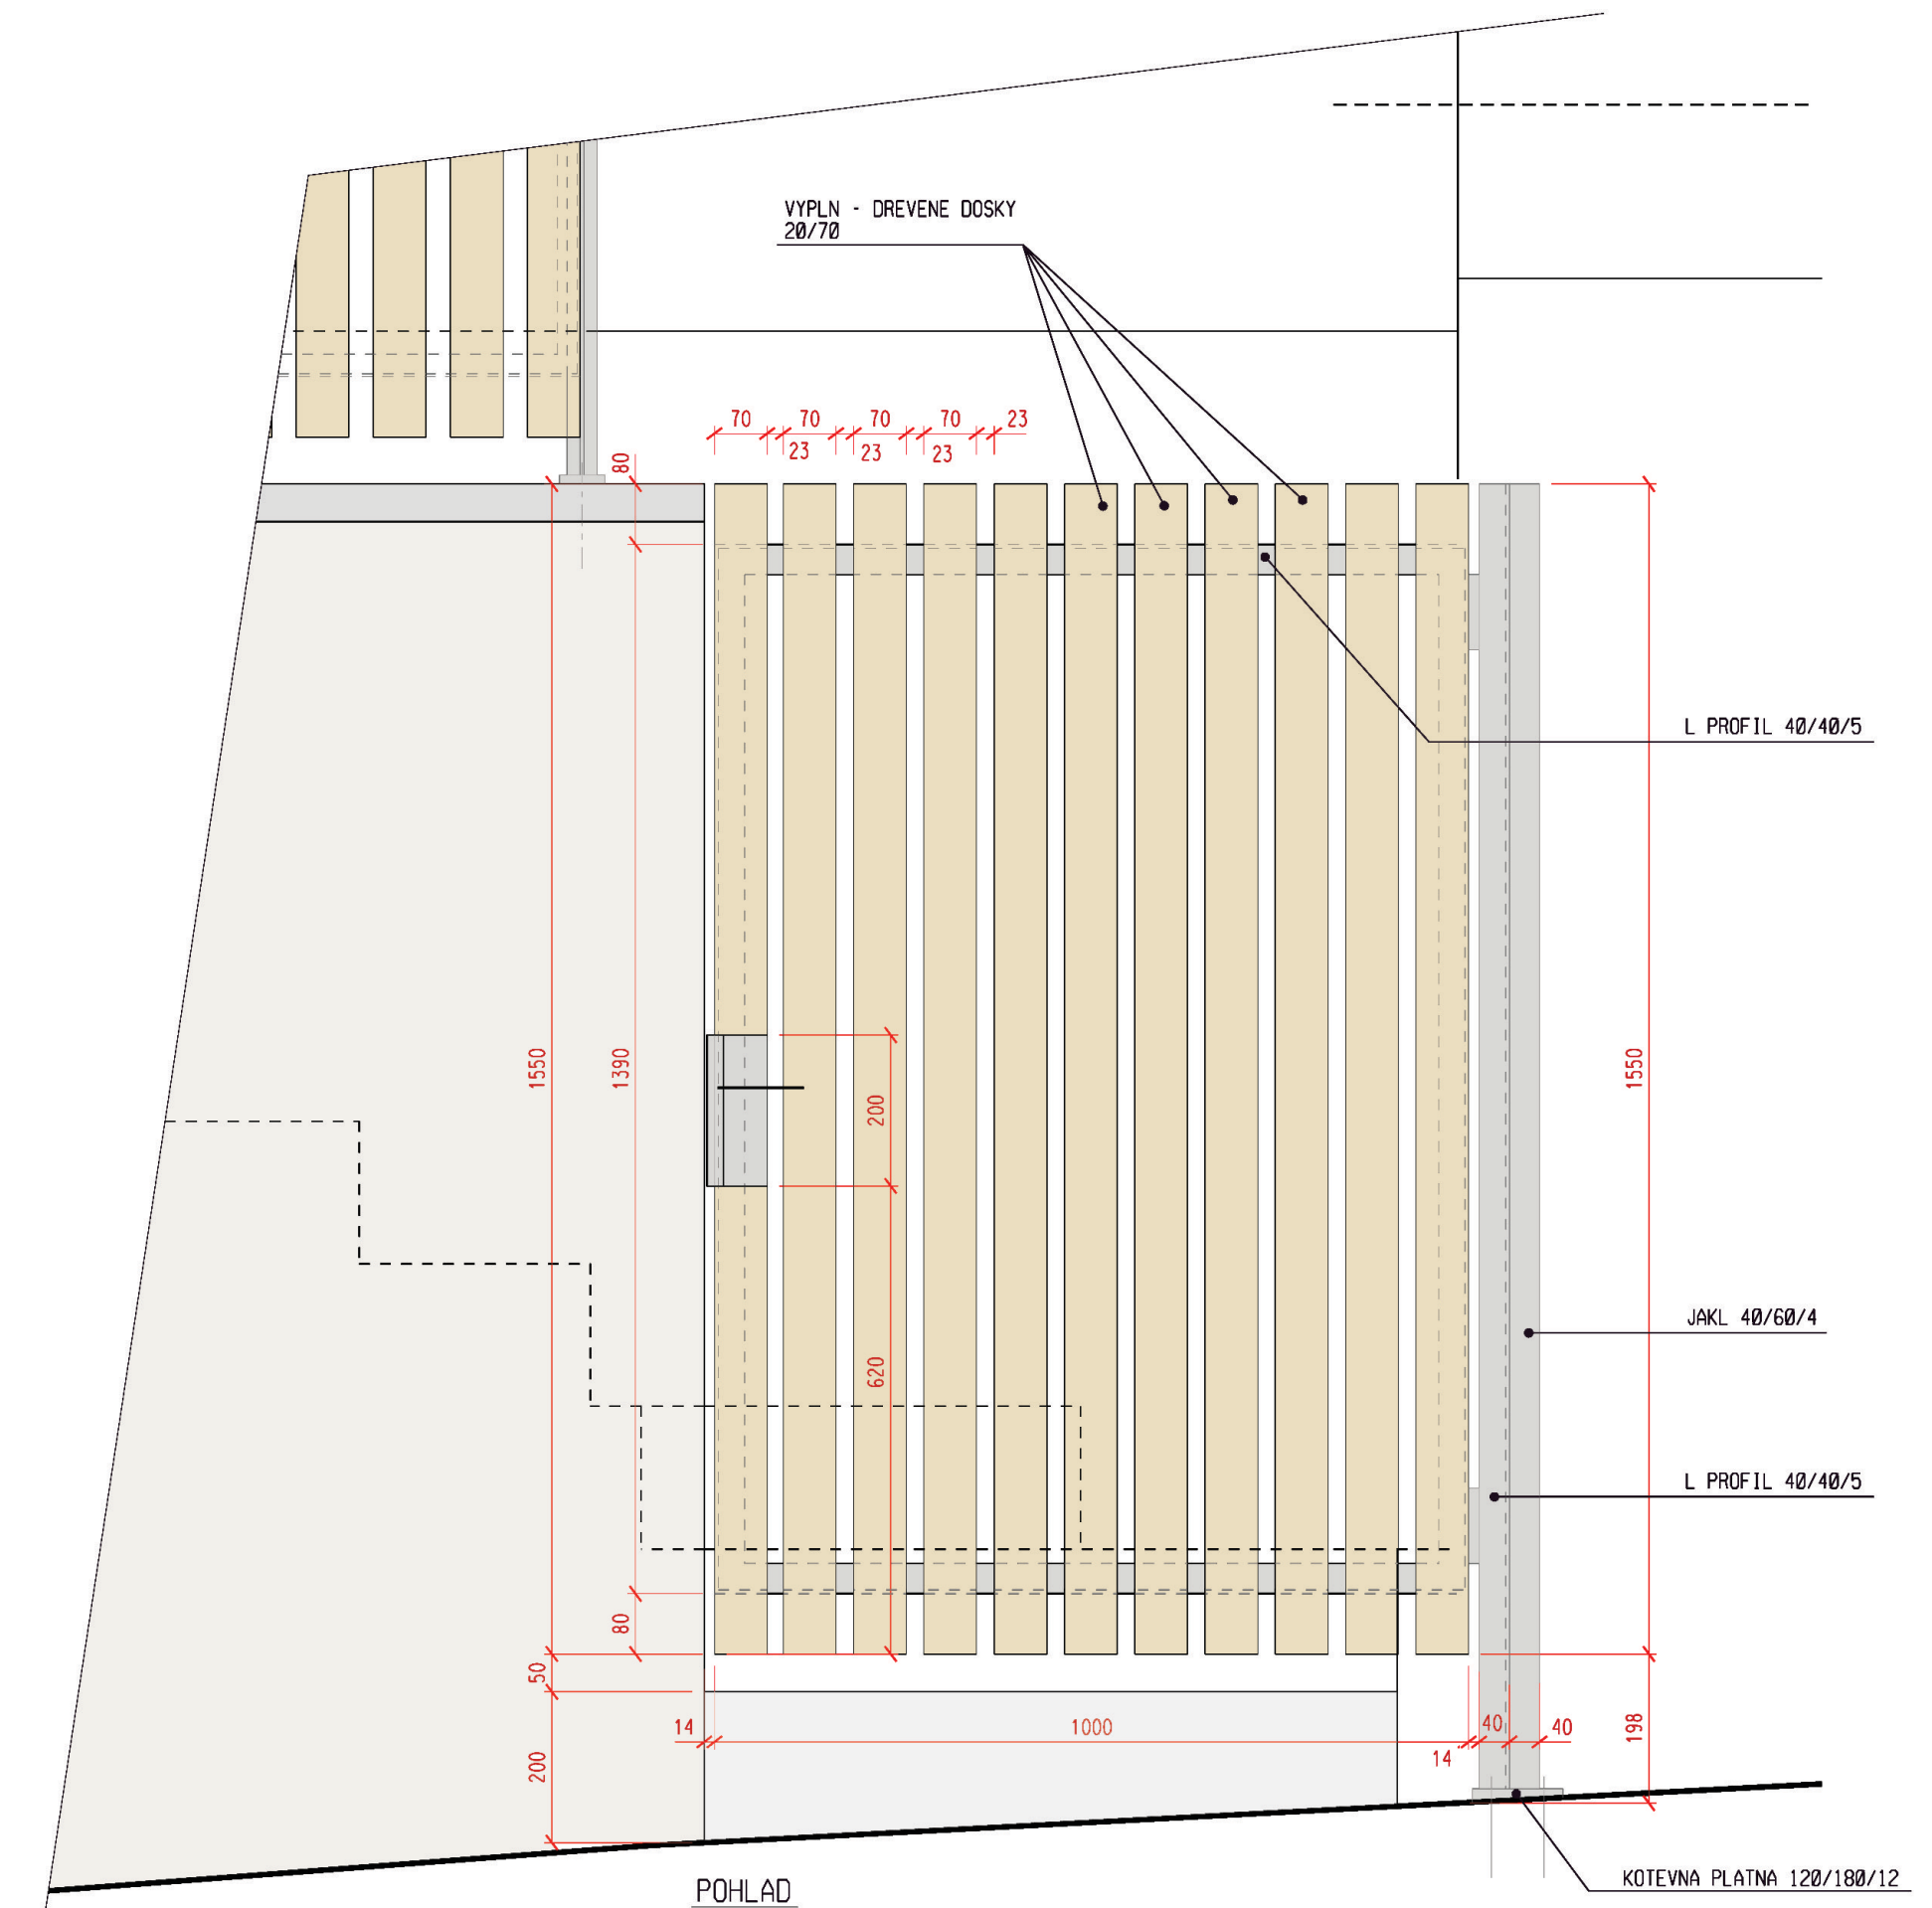 VYPLN - DREVENE DOSKY
20/70
70 70 70 70 23
23 23 23
80
L PROFIL 40/40/5
1550
1390
200
1550
JAKL 40/60/4
620
L PROFIL 40/40/5
80
50
14
1000
40
40
14
198
200
KOTEVNA PLATNA 120/180/12
POHLAD